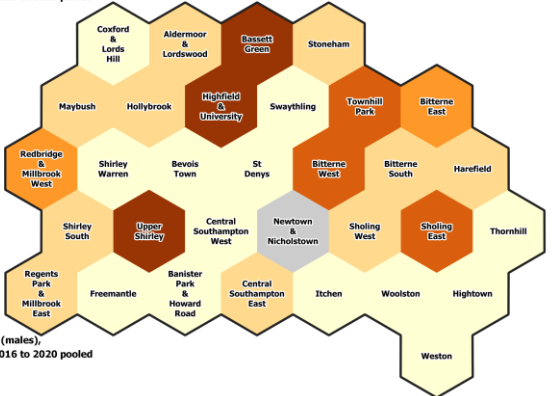 Coxford
&
Lords
Hill
Aldermoor
&
Lordswood
Bassett
Green
Stoneham
Maybush
Hollybrook
Highfield
&
University
Swaythling
Townhill
Park
Bitterne
East
Redbridge
&
Millbrook
West
Shirley
Warren
Bevois
Town
St
Denys
Bitterne
West
Bitterne
South
Harefield
Shirley
South
Upper
Shirley
Central
Southampton
West
Newtown
&
Nicholstown
Sholing
West
Sholing
East
Thornhill
Regents
Park
&
Millbrook
East
Freemantle
Banister
Park
&
Howard
Road
Central
Southampton
East
Itchen
Woolston
Hightown
Weston
(males),
016 to 2020 pooled